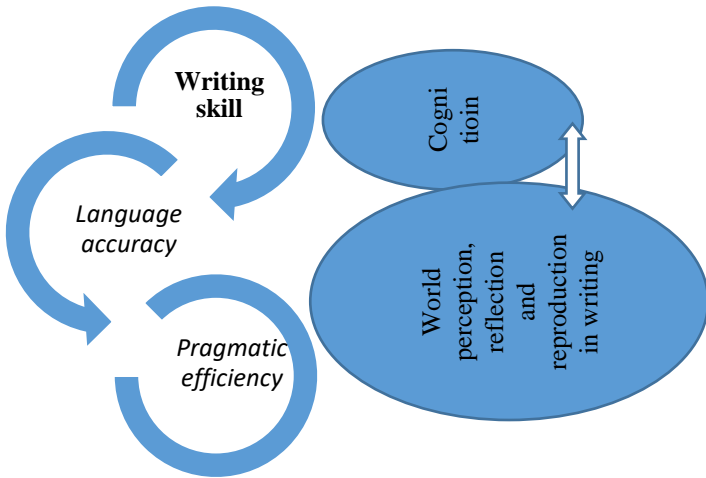 Writing
skill
Language
accuracy
Pragmatic
efficiency
Cogni
tioin
World
perception,
reflection
and
reproduction
in writing